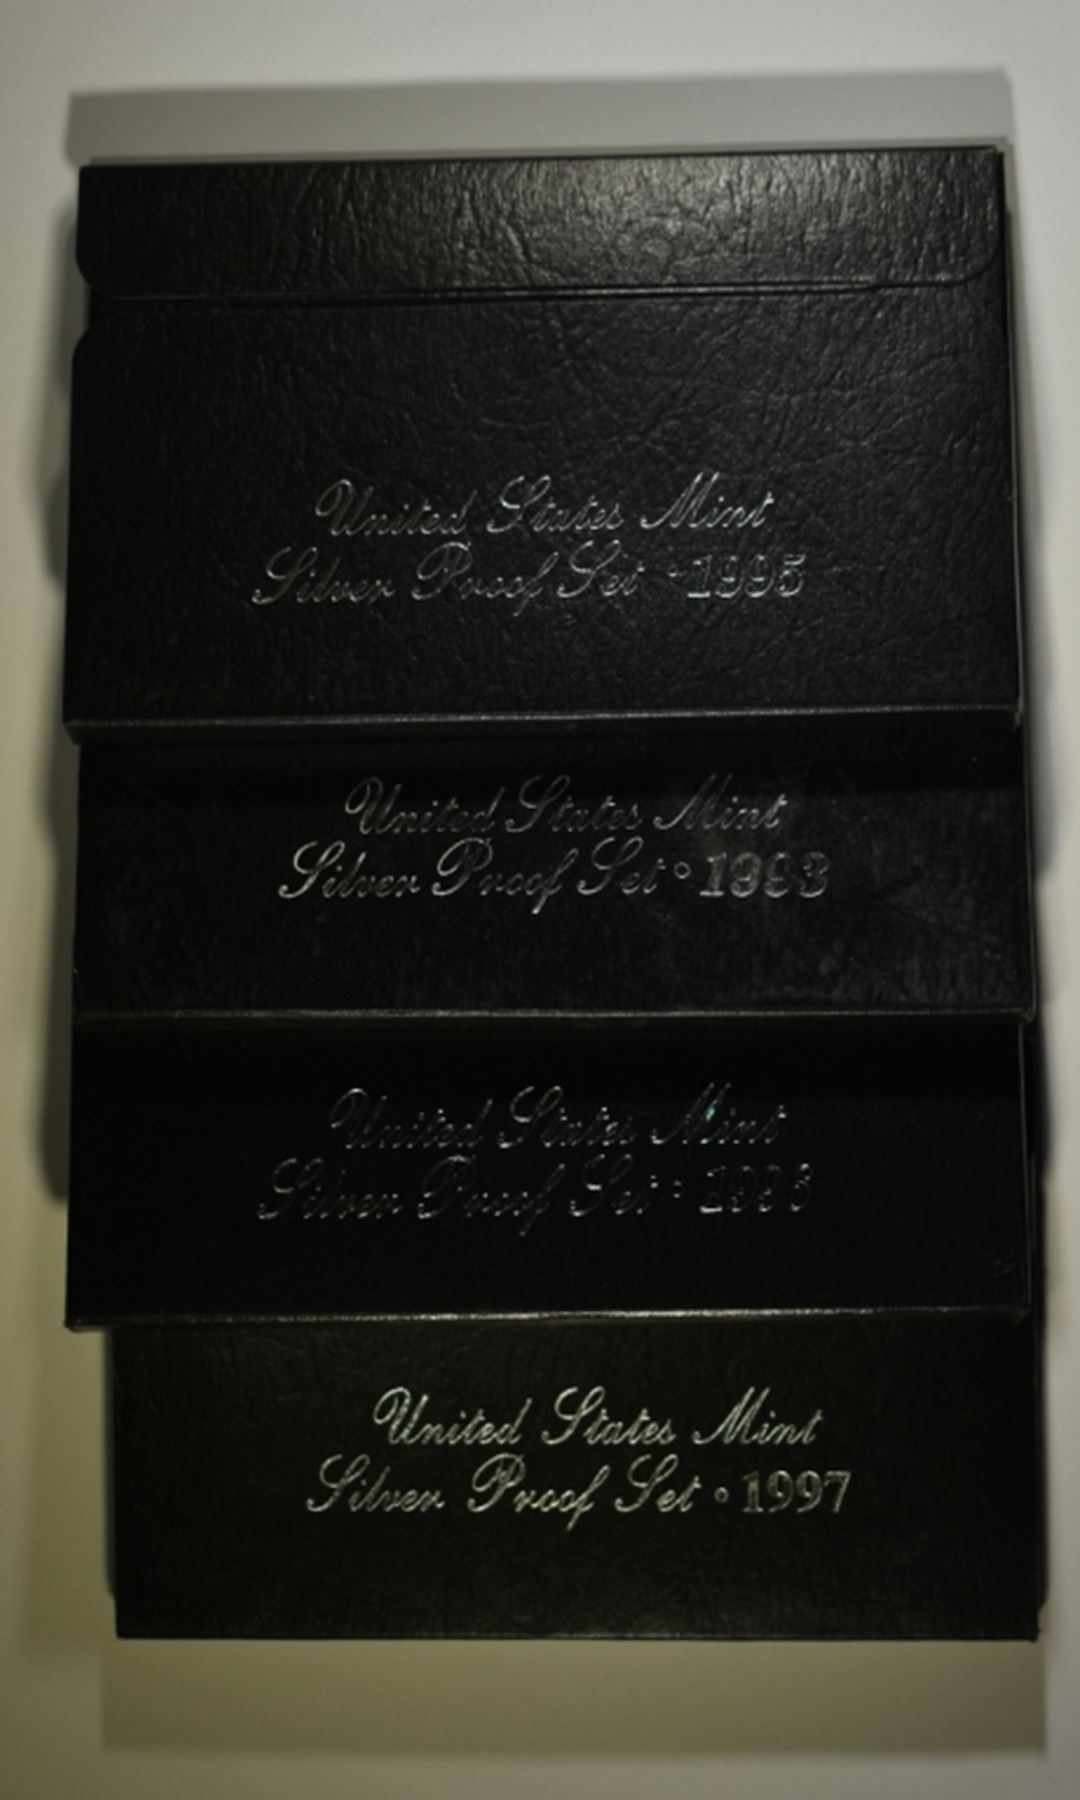 United States Mint
Silver Proof Set • 1995
United States Mint
Silver Proof Set • 1993
United States Mint
Silver Proof Set •
United States Mint
Silver Proof Set • 1997